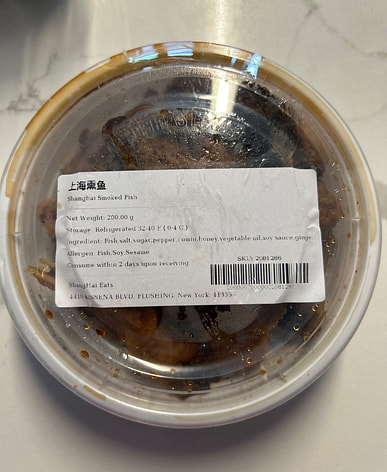 上海熏鱼
Shanghai Smoked Fish
Net Weight: 200.00 g
Storage: Refrigerated 32-40℉ ( 0-4℃ )
Ingredient: Fish,salt,sugar,pepper,cumin,honey,vegetable oil,soy sauce,ginge
Allergen: Fish,Soy,Sesame
Consume within 2 days upon receiving
SKU: 2081286
ShangHai Eats
BLVD, FLUSHING, New York,